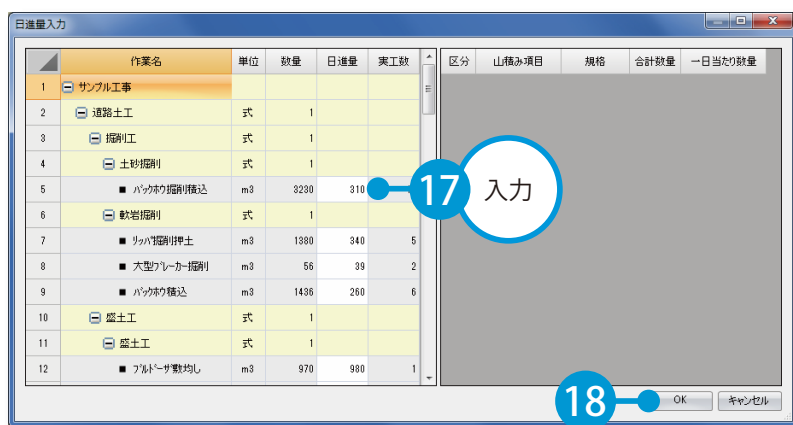 日進量入力
作業名 単位 数量 日進量 実工数
1 サンプル工事
2 道路土工 式 1
3 掘削工 式 1
4 土砂掘削 式 1
5 ■ バックホウ掘削積込 m3 3230 310
6 軟岩掘削 式 1
7 ■ リッパ掘削押土 m3 1380 340 5
8 ■ 大型ブレーカー掘削 m3 56 39 2
9 ■ バックホウ積込 m3 1436 260 6
10 盛土工 式 1
11 盛土工 式 1
12 ■ ブルドーザ敷均し m3 970 980 1
区分 山積み項目 規格 合計数量 一日当たり数量
17 入力
18
OK キャンセル